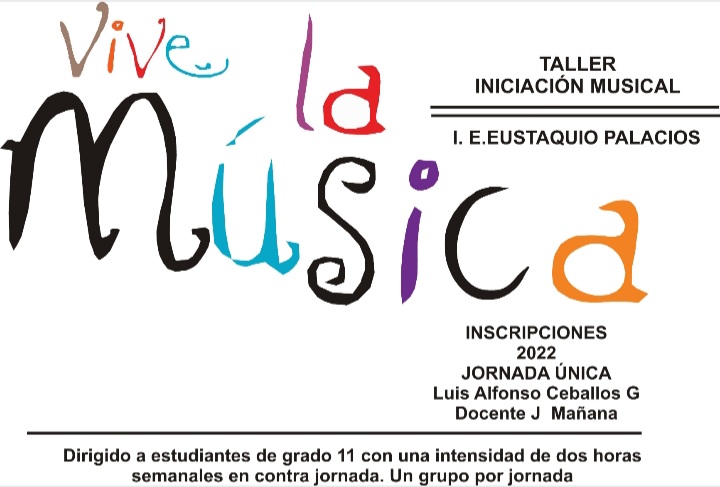 Vive la
Música
TALLER
INICIACIÓN MUSICAL
I. E.EUSTAQUIO PALACIOS
INSCRIPCIONES
2022
JORNADA ÚNICA
Luis Alfonso Ceballos G
Docente J Mañana
Dirigido a estudiantes de grado 11 con una intensidad de dos horas
semanales en contra jornada. Un grupo por jornada